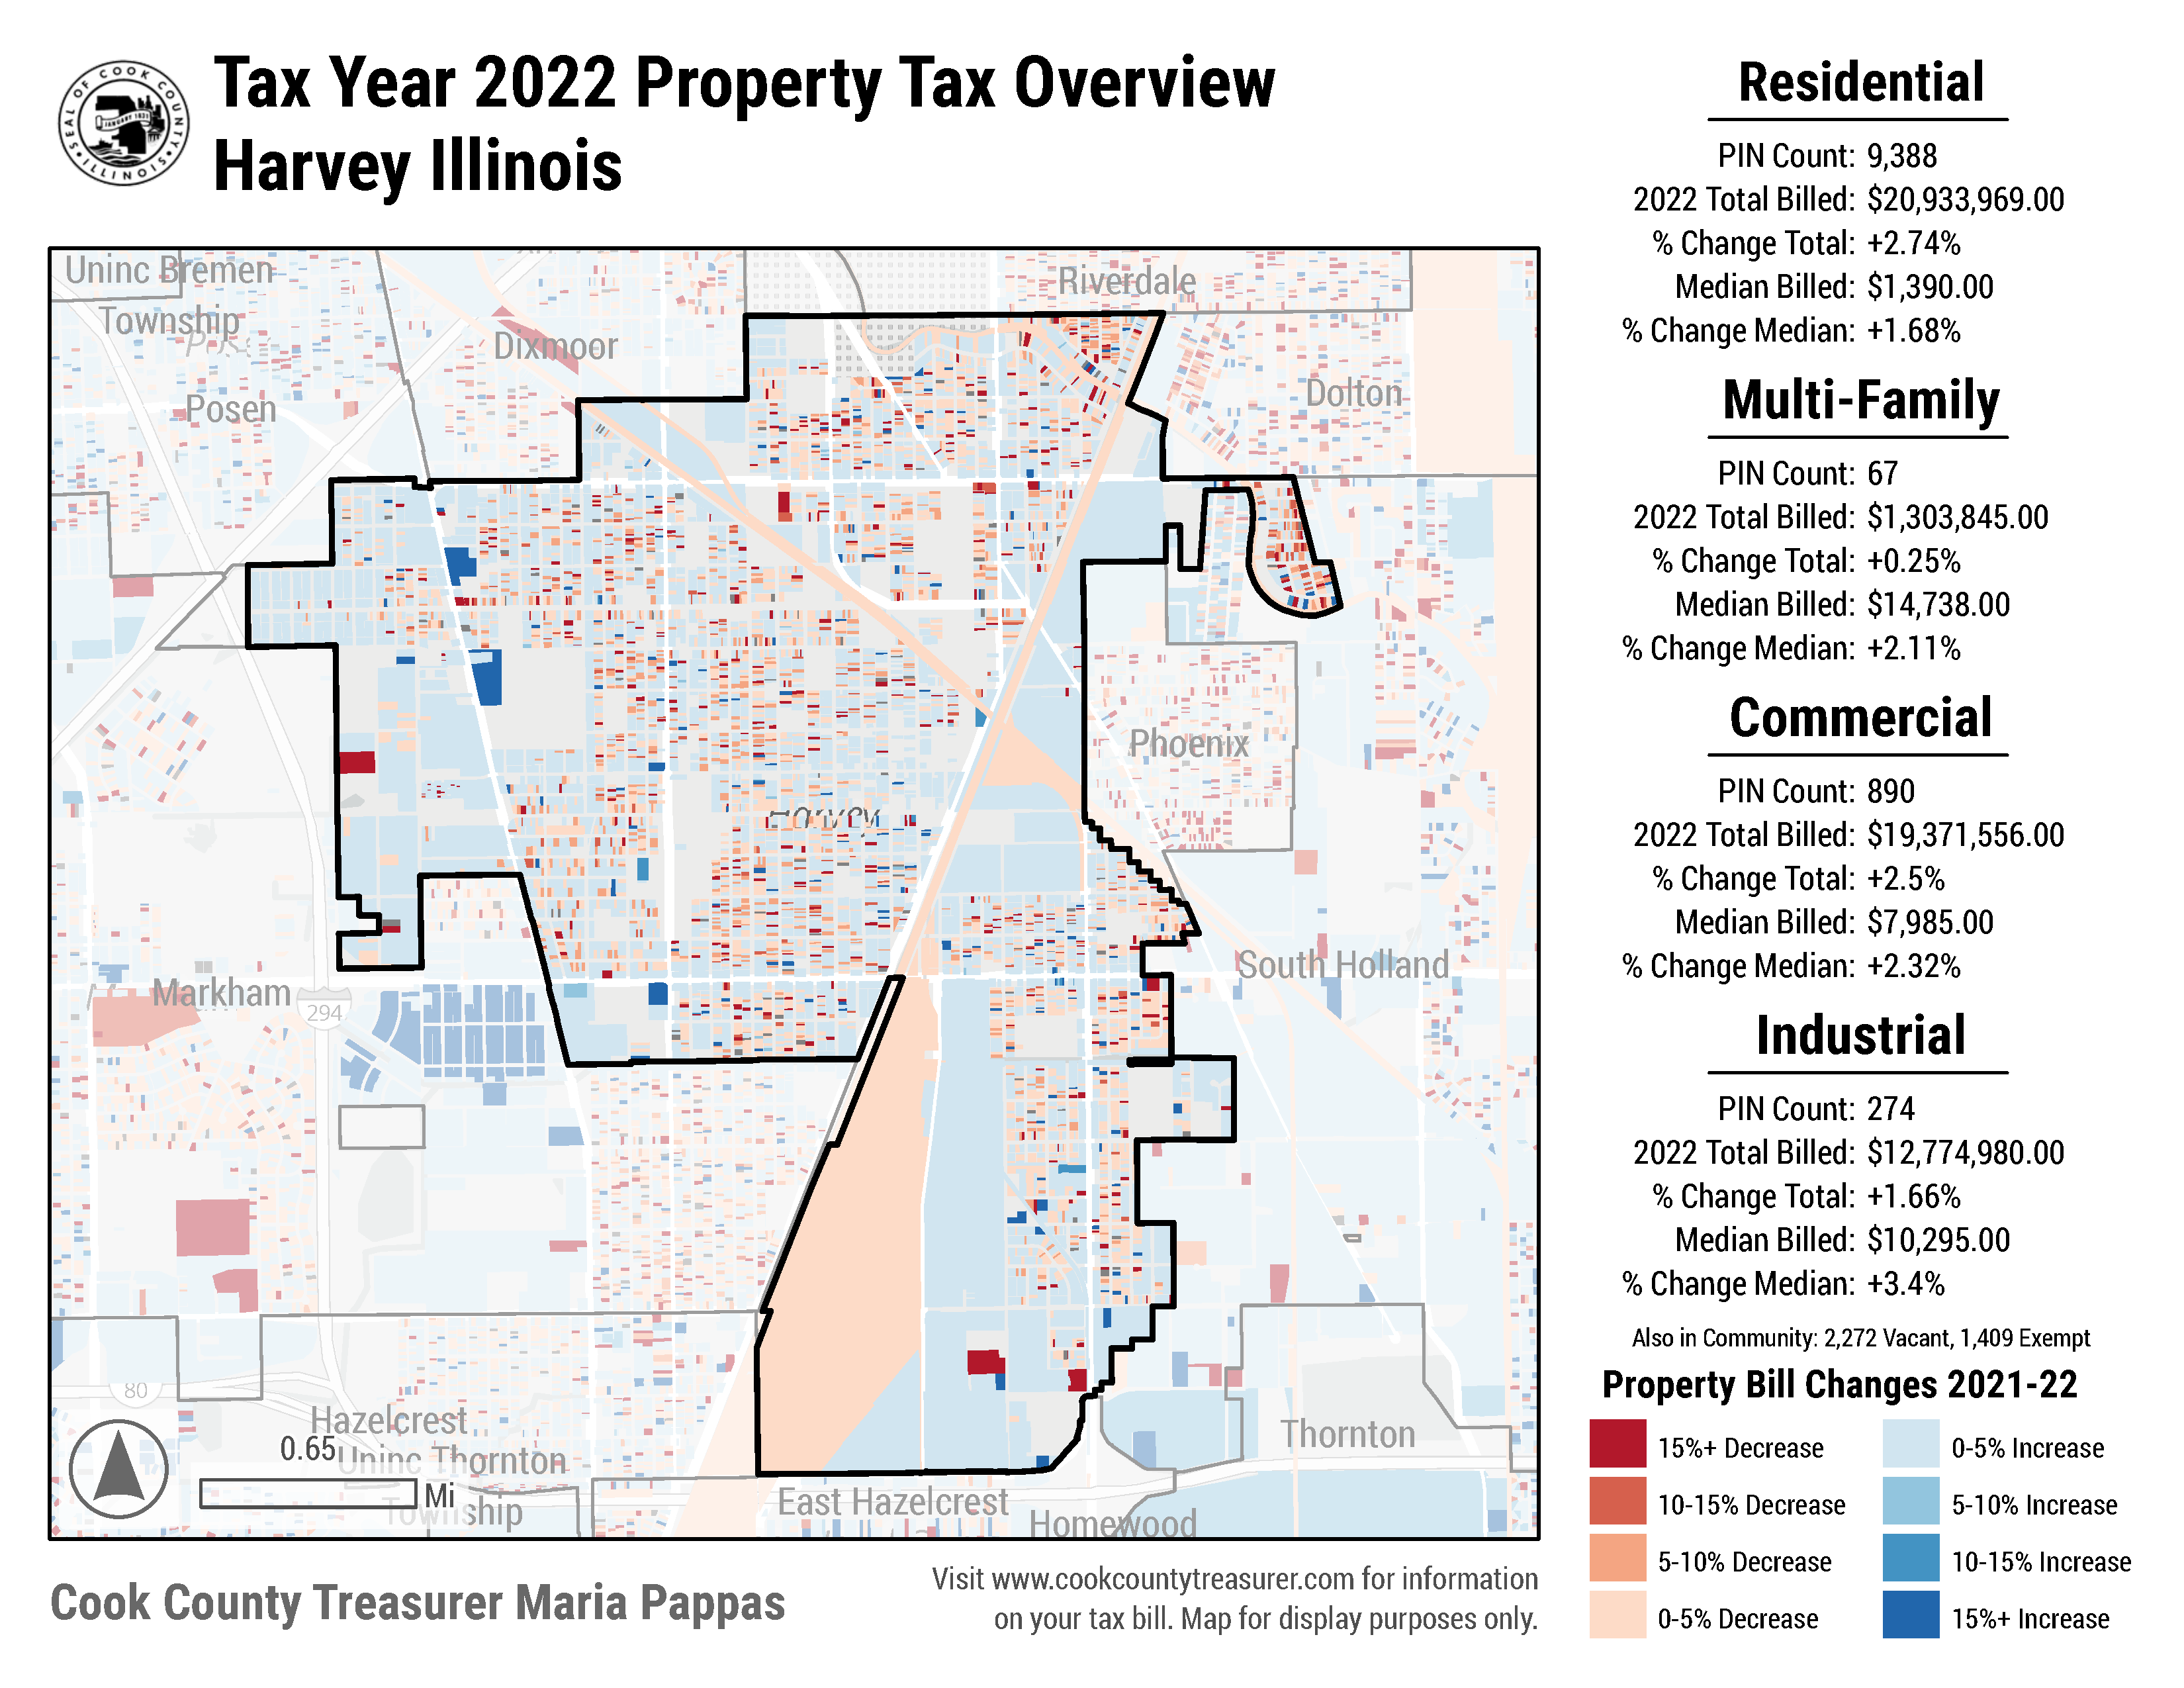 SEAL OF COOK COUNTY
ILLINOIS
JANUARY 1831
Tax Year 2022 Property Tax Overview
Harvey Illinois
Uninc Bremen
Township
Posen
Dixmoor
Riverdale
Dolton
Phoenix
Harvey
South Holland
Markham
294
80
Hazelcrest
0.65
Uninc Thornton
Mi
Township
East Hazelcrest
Homewood
Thornton
Residential
PIN Count: 9,388
2022 Total Billed: $20,933,969.00
% Change Total: +2.74%
Median Billed: $1,390.00
% Change Median: +1.68%
Multi-Family
PIN Count: 67
2022 Total Billed: $1,303,845.00
% Change Total: +0.25%
Median Billed: $14,738.00
% Change Median: +2.11%
Commercial
PIN Count: 890
2022 Total Billed: $19,371,556.00
% Change Total: +2.5%
Median Billed: $7,985.00
% Change Median: +2.32%
Industrial
PIN Count: 274
2022 Total Billed: $12,774,980.00
% Change Total: +1.66%
Median Billed: $10,295.00
% Change Median: +3.4%
Also in Community: 2,272 Vacant, 1,409 Exempt
Property Bill Changes 2021-22
15%+ Decrease
10-15% Decrease
5-10% Decrease
0-5% Decrease
0-5% Increase
5-10% Increase
10-15% Increase
15%+ Increase
Cook County Treasurer Maria Pappas
Visit www.cookcountytreasurer.com for information
on your tax bill. Map for display purposes only.